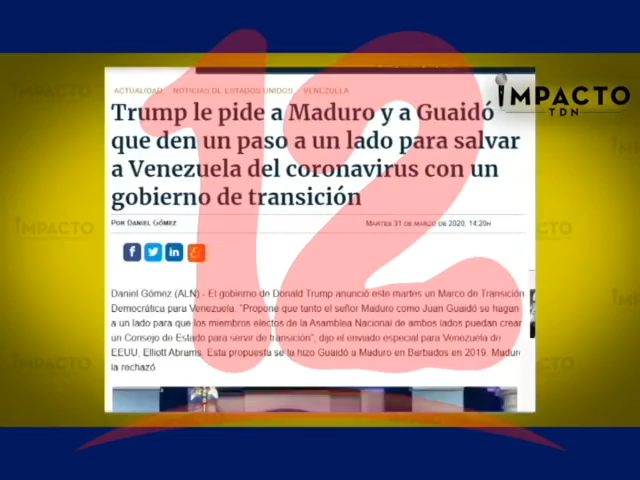 12
IMPACTO
TDN
ACTUALIDAD NOTICIAS DE ESTADOS UNIDOS VENEZUELA
Trump le pide a Maduro y a Guaidó
que den un paso a un lado para salvar
a Venezuela del coronavirus con un
gobierno de transición
POR DANIEL GÓMEZ MARTES 31 DE MARZO DE 2020, 14:20H
Daniel Gómez (ALN) - El gobierno de Donald Trump anunció este martes un Marco de Transición
Democrática para Venezuela. "Propone que tanto el señor Maduro como Juan Guaidó se hagan
a un lado para que los miembros electos de la Asamblea Nacional de ambos lados puedan crear
un Consejo de Estado para servir de transición", dijo el enviado especial para Venezuela de
EEUU, Elliott Abrams. Esta propuesta se la hizo Guaidó a Maduro en Barbados en 2019. Maduro
la rechazó
IMPACTO
IMPACTO
IMPACTO
IMPACTO
IMPACTO